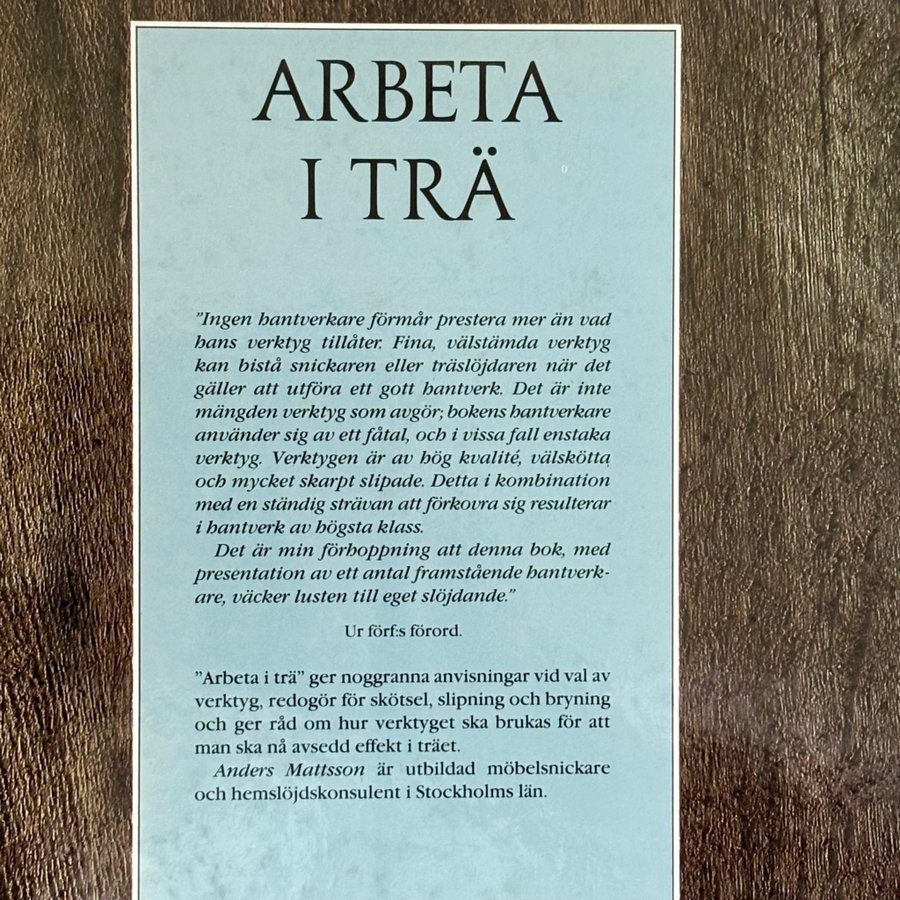 ARBETA
I TRÄ
"Ingen hantverkare förmår prestera mer än vad
hans verktyg tillåter. Fina, välstämda verktyg
kan bistå snickaren eller träslöjdaren när det
gäller att utföra ett gott hantverk. Det är inte
mängden verktyg som avgör; bokens hantverkare
använder sig av ett fåtal, och i vissa fall enstaka
verktyg. Verktygen är av hög kvalité, välskötta
och mycket skarpt slipade. Detta i kombination
med en ständig strävan att förkovra sig resulterar
i hantverk av högsta klass.
Det är min förhoppning att denna bok, med
presentation av ett antal framstående hantverk-
are, väcker lusten till eget slöjdande."
Ur förf:s förord.
"Arbeta i trä" ger noggranna anvisningar vid val av
verktyg, redogör för skötsel, slipning och bryning
och ger råd om hur verktyget ska brukas för att
man ska nå avsedd effekt i träet.
Anders Mattsson är utbildad möbelsnickare
och hemslöjdskonsulent i Stockholms län.